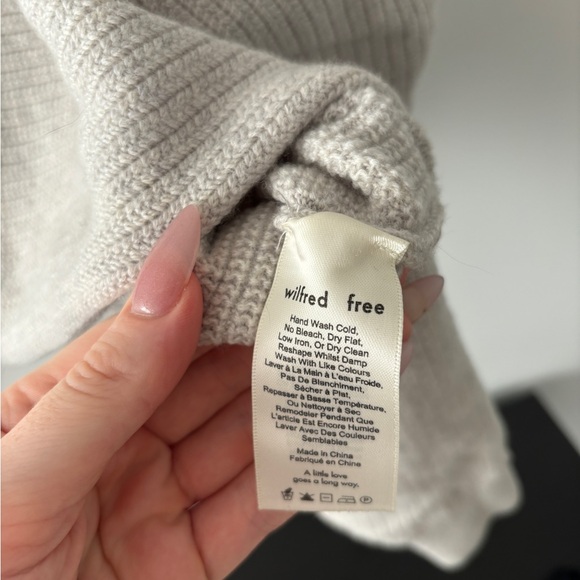 wilfred free
Hand Wash Cold,
No Bleach, Dry Flat,
Low Iron, Or Dry Clean
Reshape Whilst Damp
Wash With Like Colours
Laver à La Main à L'eau Froide,
Pas De Blanchiment,
Sécher à Plat,
Repasser à Basse Température,
Ou Nettoyer à Sec
Remodeler Pendant Que
L'article Est Encore Humide
Laver Avec Des Couleurs
Semblables
Made in China
Fabriqué en Chine
A little love
goes a long way.